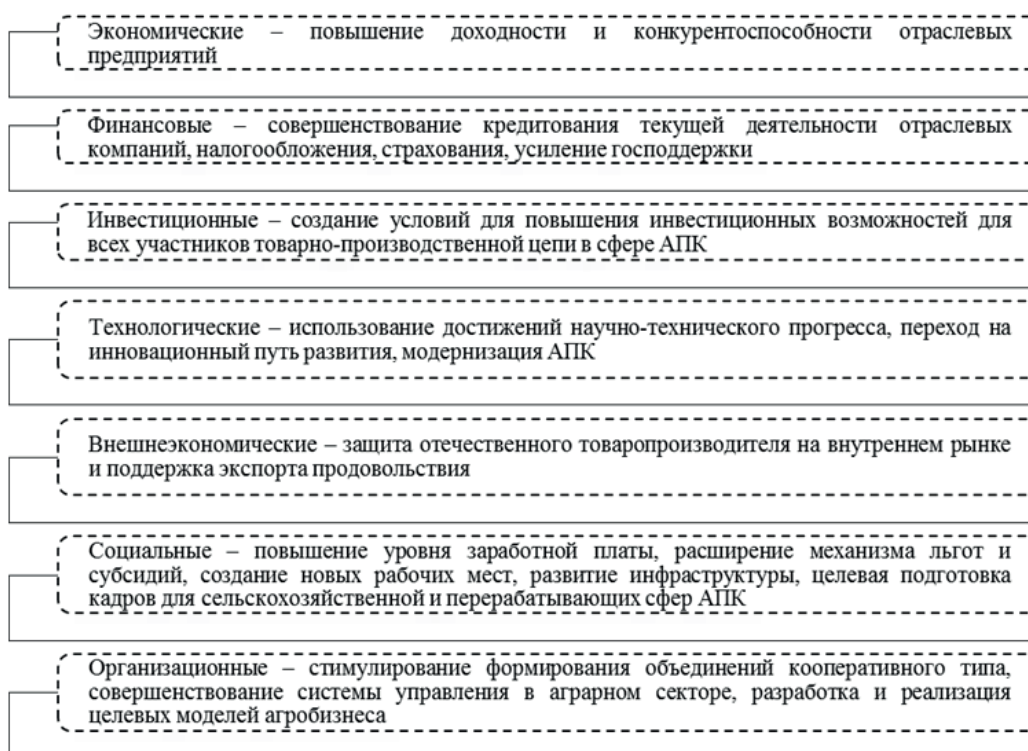 Экономические – повышение доходности и конкурентоспособности отраслевых
предприятий
Финансовые – совершенствование кредитования текущей деятельности отраслевых
компаний, налогообложения, страхования, усиление господдержки
Инвестиционные – создание условий для повышения инвестиционных возможностей для
всех участников товарно-производственной цепи в сфере АПК
Технологические – использование достижений научно-технического прогресса, переход на
инновационный путь развития, модернизация АПК
Внешнеэкономические – защита отечественного товаропроизводителя на внутреннем рынке
и поддержка экспорта продовольствия
Социальные – повышение уровня заработной платы, расширение механизма льгот и
субсидий, создание новых рабочих мест, развитие инфраструктуры, целевая подготовка
кадров для сельскохозяйственной и перерабатывающих сфер АПК
Организационные – стимулирование формирования объединений кооперативного типа,
совершенствование системы управления в аграрном секторе, разработка и реализация
целевых моделей агробизнеса